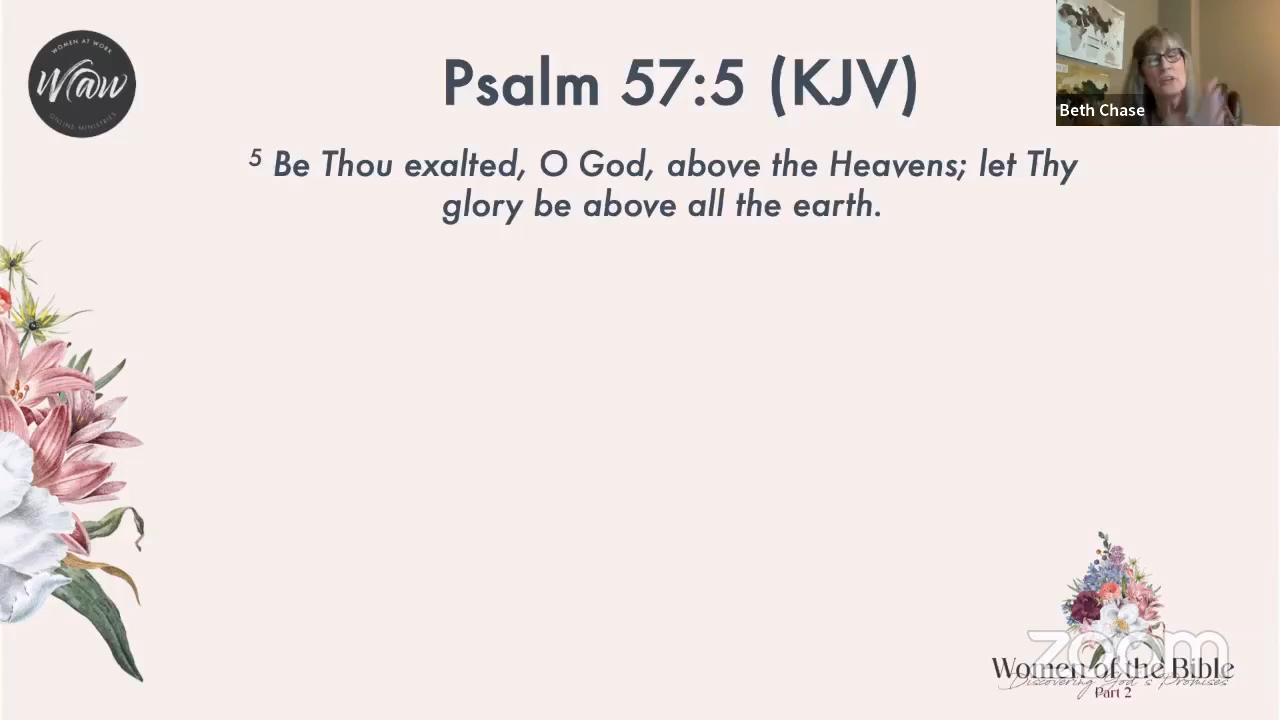 WOMEN AT WORK
Waw
ONLINE MINISTRIES
Psalm 57:5 (KJV)
Beth Chase
5 Be Thou exalted, O God, above the Heavens; let Thy
glory be above all the earth.
zoom
Women of the Bible
Discovering God's Promises
Part 2